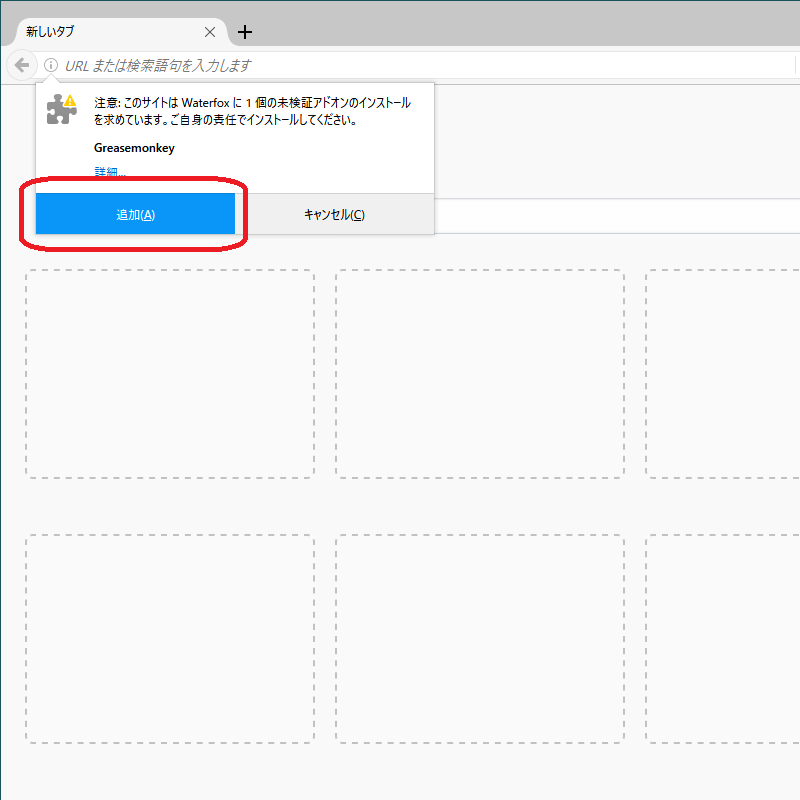 新しいタブ
URL または検索語句を入力します
注意: このサイトは Waterfox に 1 個の未検証アドオンのインストール
を求めています。ご自身の責任でインストールしてください。
Greasemonkey
詳細...
追加(A)
キャンセル(C)